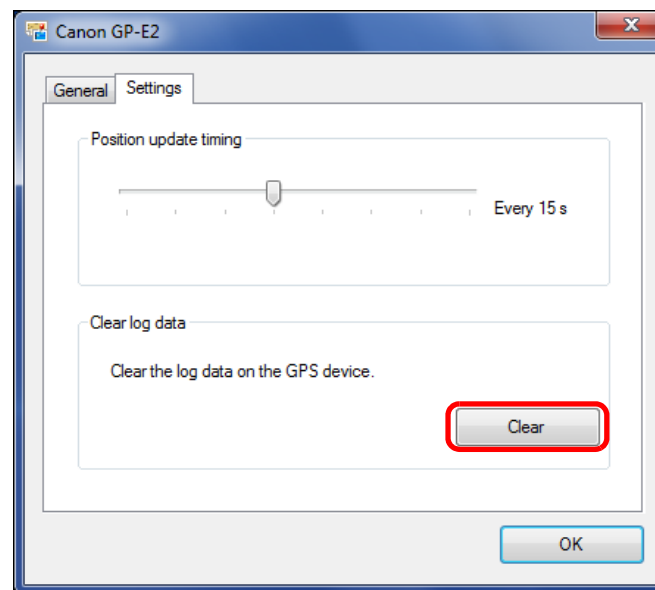 Canon GP-E2
General Settings
Position update timing
Every 15 s
Clear log data
Clear the log data on the GPS device.
Clear
OK